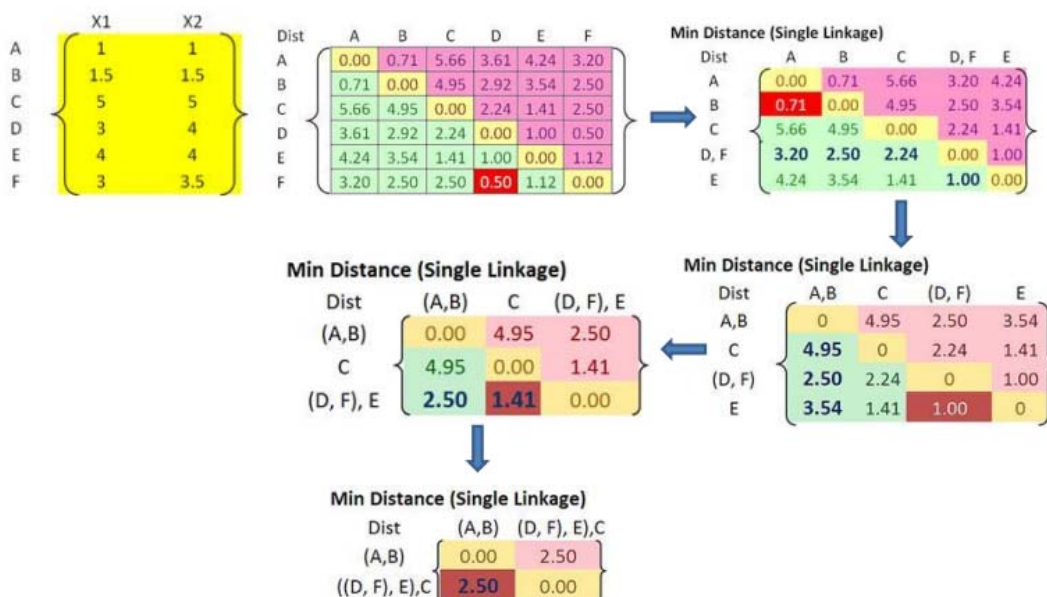 X1 X2
A 1 1
B 1.5 1.5
C 5 5
D 3 4
E 4 4
F 3 3.5
Dist A B C D E F
A 0.00 0.71 5.66 3.61 4.24 3.20
B 0.71 0.00 4.95 2.92 3.54 2.50
C 5.66 4.95 0.00 2.24 1.41 2.50
D 3.61 2.92 2.24 0.00 1.00 0.50
E 4.24 3.54 1.41 1.00 0.00 1.12
F 3.20 2.50 2.50 0.50 1.12 0.00
Min Distance (Single Linkage)
Dist A B C D, F E
A 0.00 0.71 5.66 3.20 4.24
B 0.71 0.00 4.95 2.50 3.54
C 5.66 4.95 0.00 2.24 1.41
D, F 3.20 2.50 2.24 0.00 1.00
E 4.24 3.54 1.41 1.00 0.00
Min Distance (Single Linkage)
Dist A,B C (D, F) E
A,B 0 4.95 2.50 3.54
C 4.95 0 2.24 1.41
(D, F) 2.50 2.24 0 1.00
E 3.54 1.41 1.00 0
Min Distance (Single Linkage)
Dist (A,B) C (D, F), E
(A,B) 0.00 4.95 2.50
C 4.95 0.00 1.41
(D, F), E 2.50 1.41 0.00
Min Distance (Single Linkage)
Dist (A,B) (D, F), E),C
(A,B) 0.00 2.50
((D, F), E),C 2.50 0.00